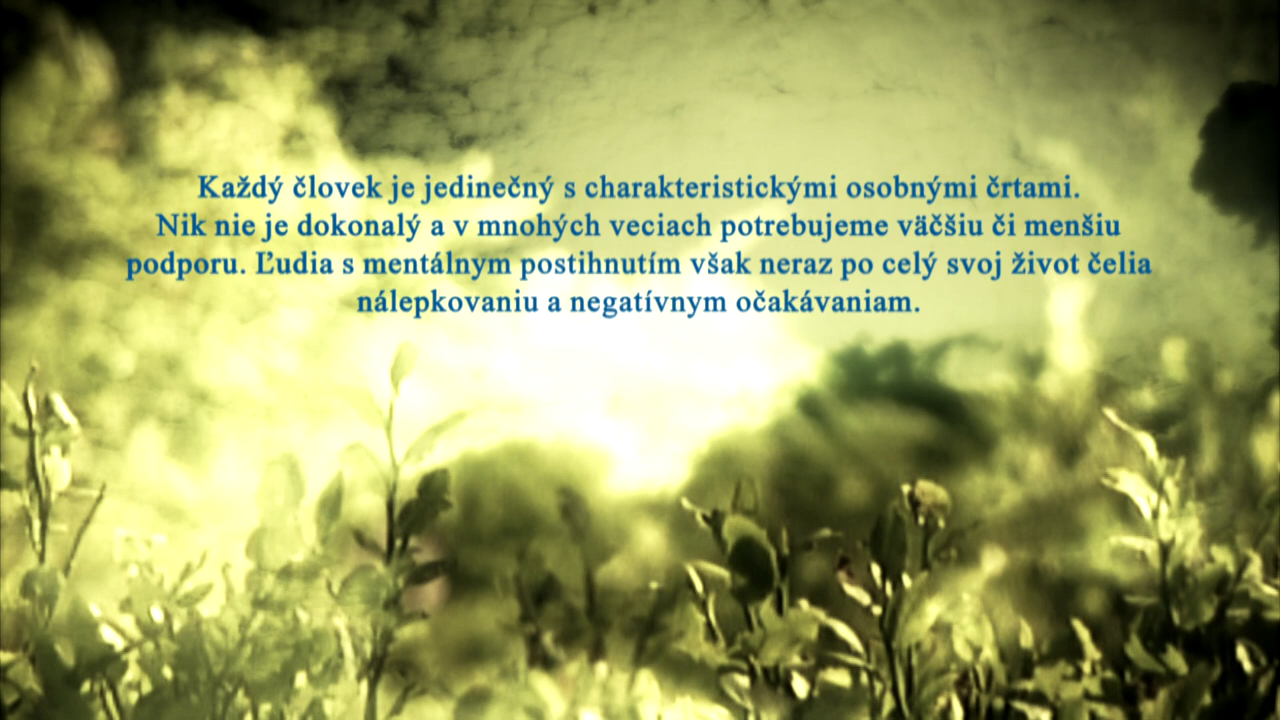 Každý človek je jedinečný s charakteristickými osobnými črtami.
Nik nie je dokonalý a v mnohých veciach potrebujeme väčšiu či menšiu
podporu. Ľudia s mentálnym postihnutím však neraz po celý svoj život čelia
nálepkovaniu a negatívnym očakávaniam.